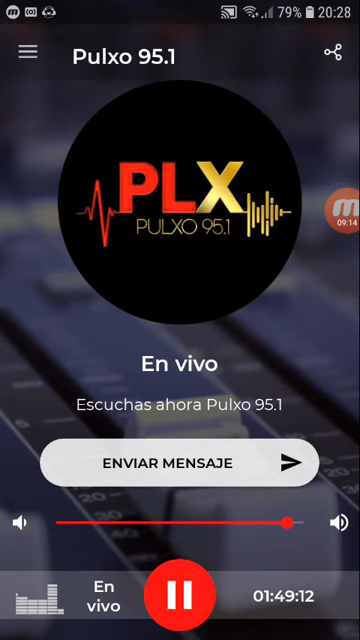 79% 20:28
Pulxo 95.1
PLX
PULXO 95.1
09:14
En vivo
Escuchas ahora Pulxo 95.1
ENVIAR MENSAJE
En
vivo
01:49:12